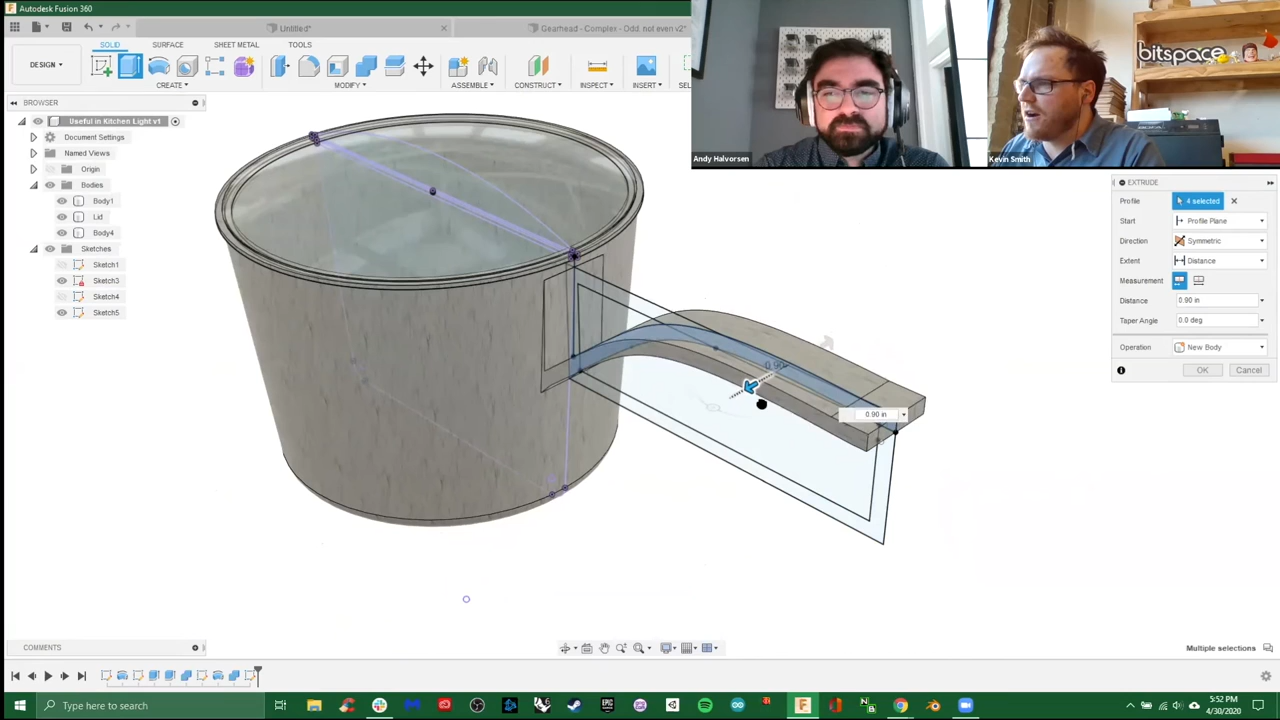 Autodesk Fusion 360
Untitled*
Gearhead - Complex - Odd. not even v2*
SOLID
SURFACE
SHEET METAL
TOOLS
DESIGN
CREATE
MODIFY
ASSEMBLE
CONSTRUCT
INSPECT
INSERT
SEL
BROWSER
Useful in Kitchen Light v1
Document Settings
Named Views
Origin
Bodies
Body1
Lid
Body4
Sketches
Sketch1
Sketch3
Sketch4
Sketch5
bitspace
Andy Halvorsen
Kevin Smith
EXTRUDE
Profile
4 selected
Start
Profile Plane
Direction
Symmetric
Extent
Distance
Measurement
Distance
0.90 in
Taper Angle
0.0 deg
Operation
New Body
OK
Cancel
0.90
0.90 in
COMMENTS
Multiple selections
Type here to search
5:52 PM
4/30/2020